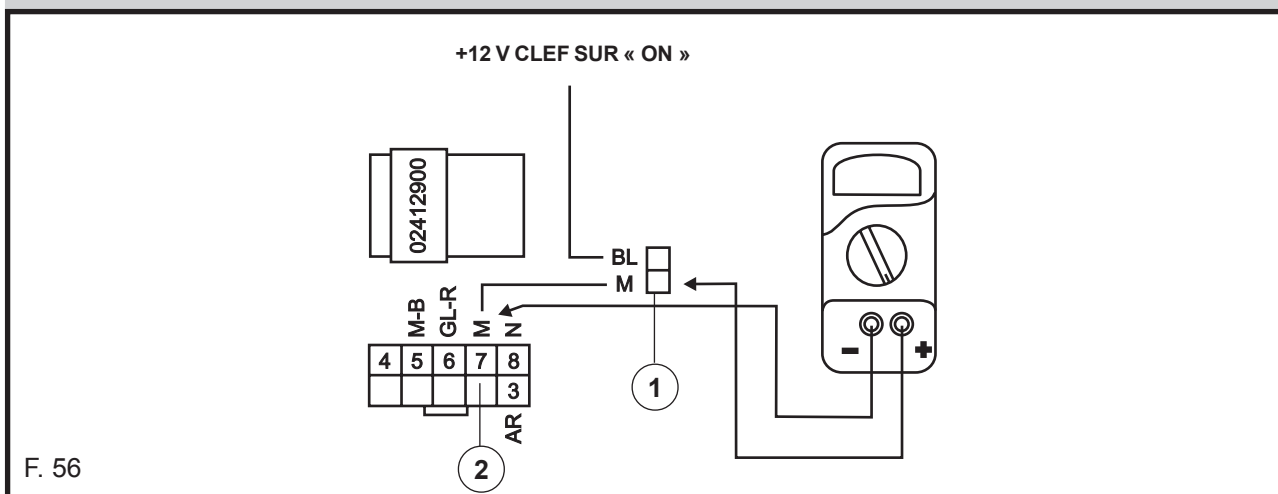 +12 V CLEF SUR « ON »
02412900
BL
M
M-B
GL-R
M
N
4 5 6 7 8
3
AR
1
2
- +
F. 56